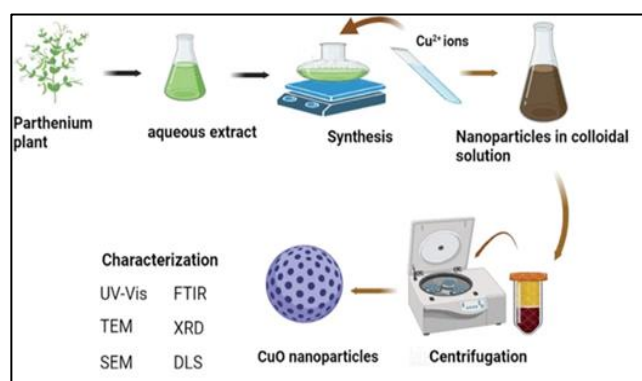 Cu²⁺ ions
Parthenium
plant
aqueous extract
Synthesis
Nanoparticles in colloidal
solution
Characterization
UV-Vis FTIR
TEM XRD
SEM DLS
CuO nanoparticles
Centrifugation